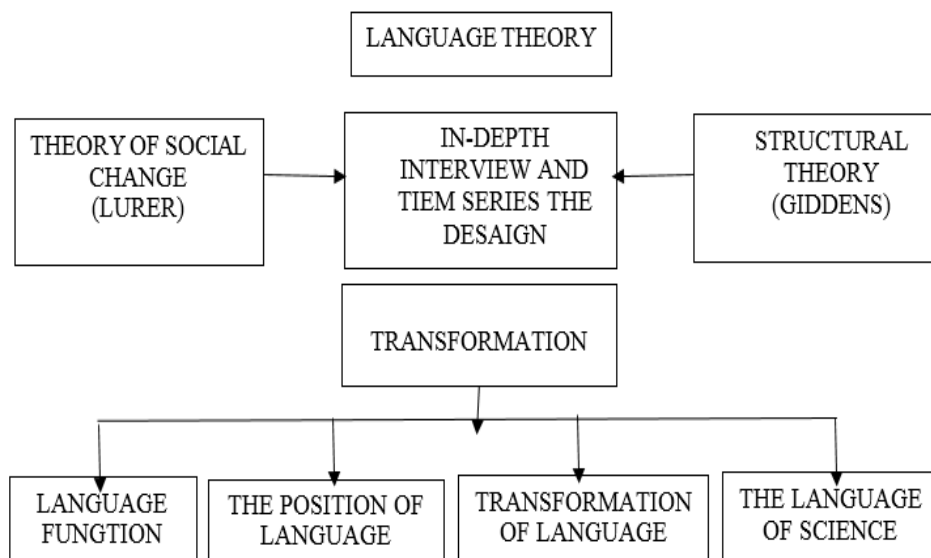 LANGUAGE THEORY
THEORY OF SOCIAL
CHANGE
(LURER)
IN-DEPTH
INTERVIEW AND
TIEM SERIES THE
DESAIGN
STRUCTURAL
THEORY
(GIDDENS)
TRANSFORMATION
LANGUAGE
FUNGTION
THE POSITION OF
LANGUAGE
TRANSFORMATION
OF LANGUAGE
THE LANGUAGE
OF SCIENCE